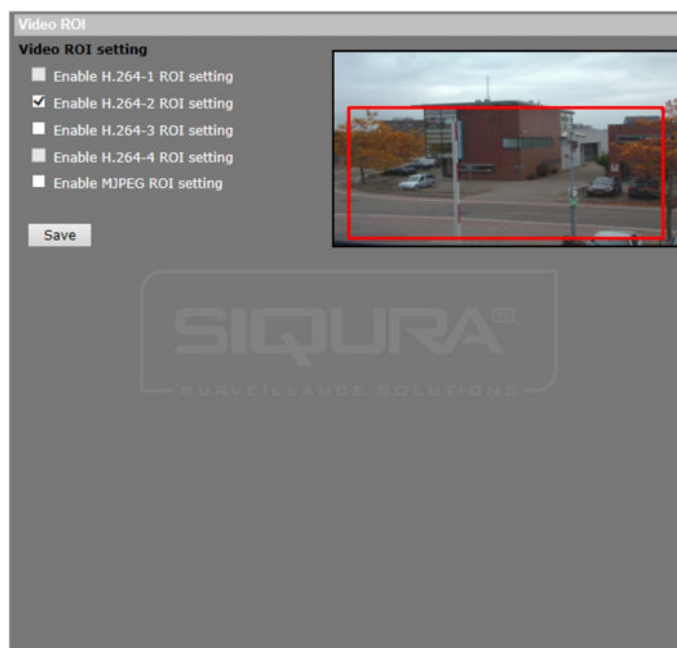 Video ROI
Video ROI setting
Enable H.264-1 ROI setting
Enable H.264-2 ROI setting
Enable H.264-3 ROI setting
Enable H.264-4 ROI setting
Enable MJPEG ROI setting
Save
SIQURA®
SURVEILLANCE SOLUTIONS